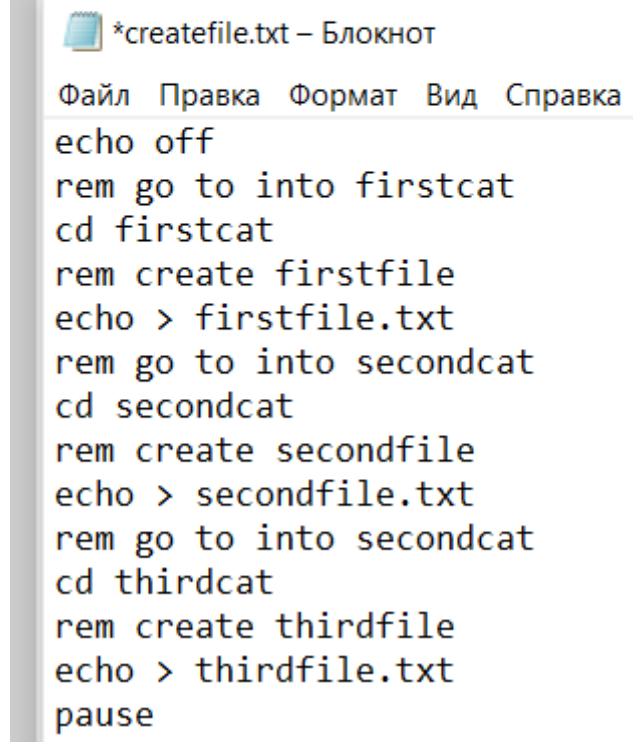 *createfile.txt – Блокнот
Файл Правка Формат Вид Справка
echo off
rem go to into firstcat
cd firstcat
rem create firstfile
echo > firstfile.txt
rem go to into secondcat
cd secondcat
rem create secondfile
echo > secondfile.txt
rem go to into secondcat
cd thirdcat
rem create thirdfile
echo > thirdfile.txt
pause